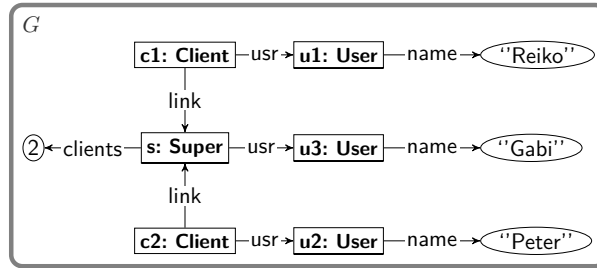 G
c1: Client usr u1: User name ‘‘Reiko’’
link
2 clients s: Super usr u3: User name ‘‘Gabi’’
link
c2: Client usr u2: User name ‘‘Peter’’